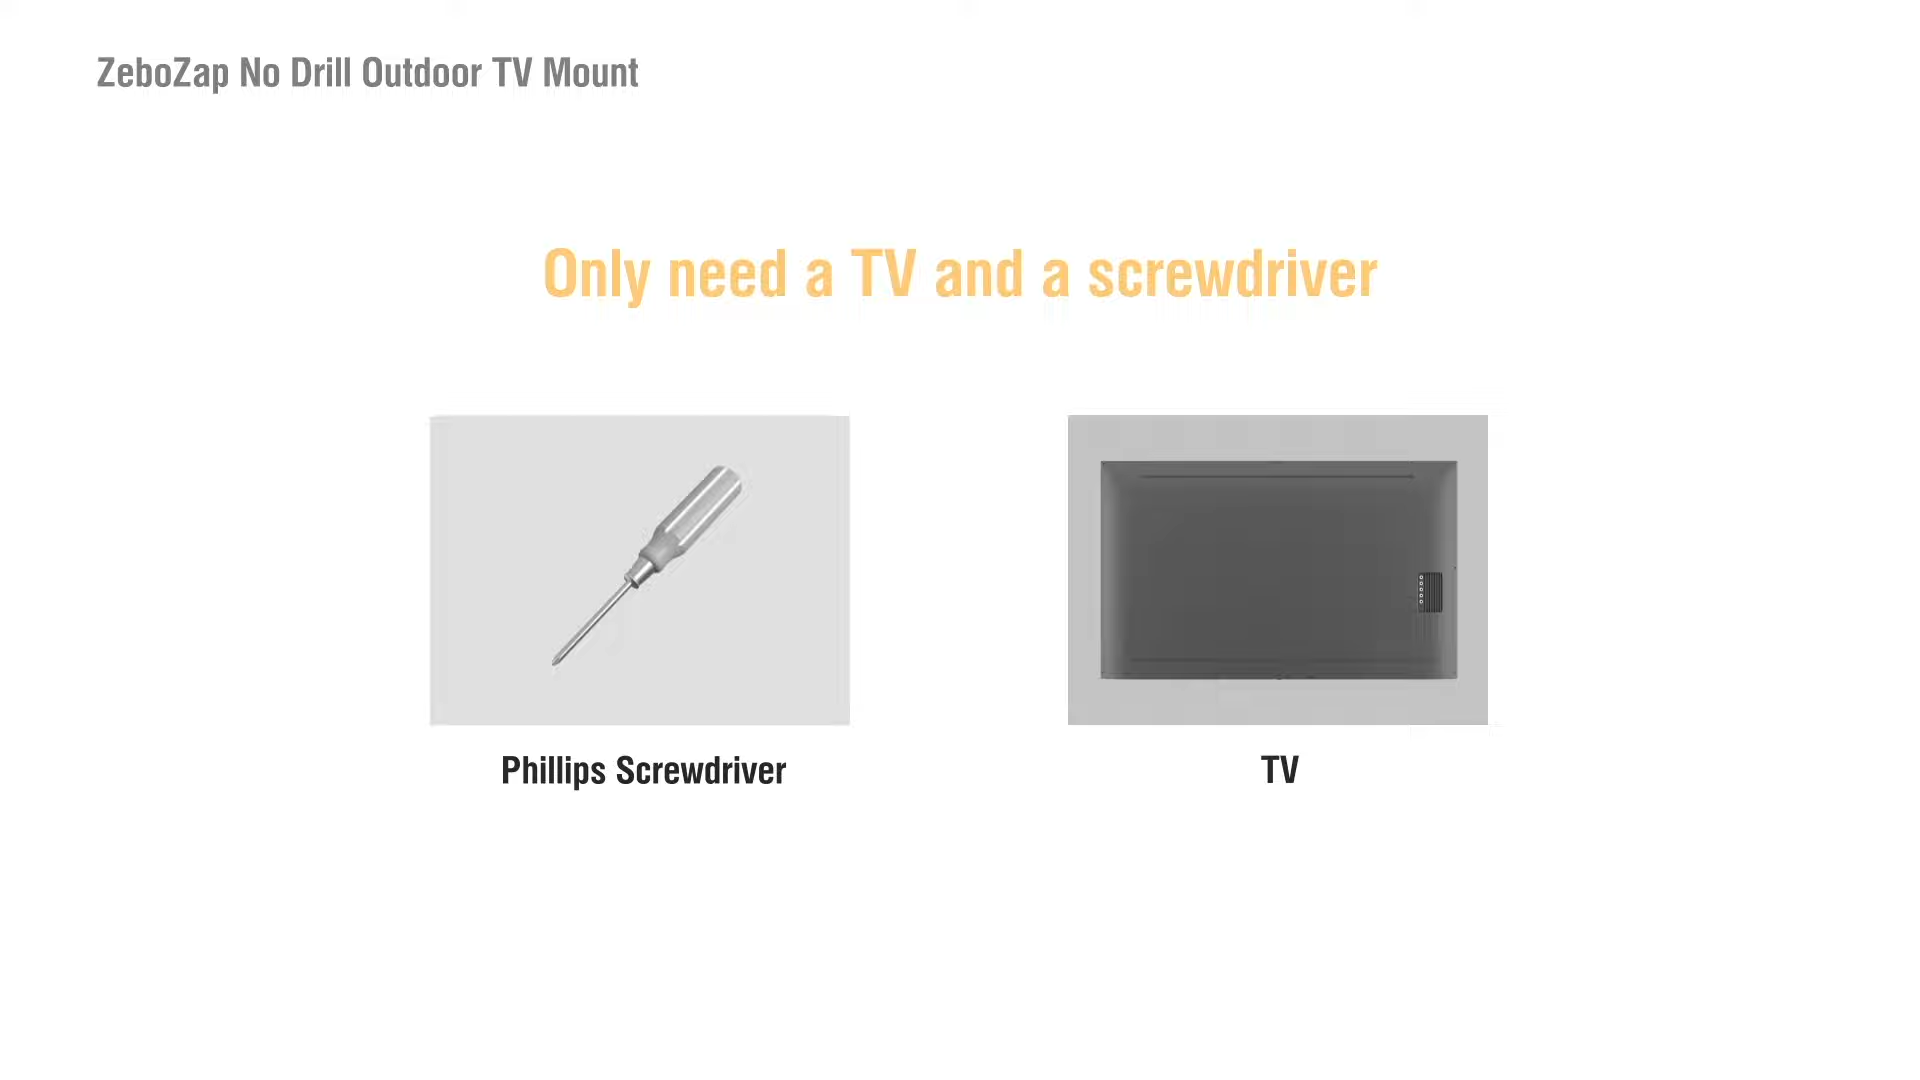 ZeboZap No Drill Outdoor TV Mount
Only need a TV and a screwdriver
Phillips Screwdriver
TV